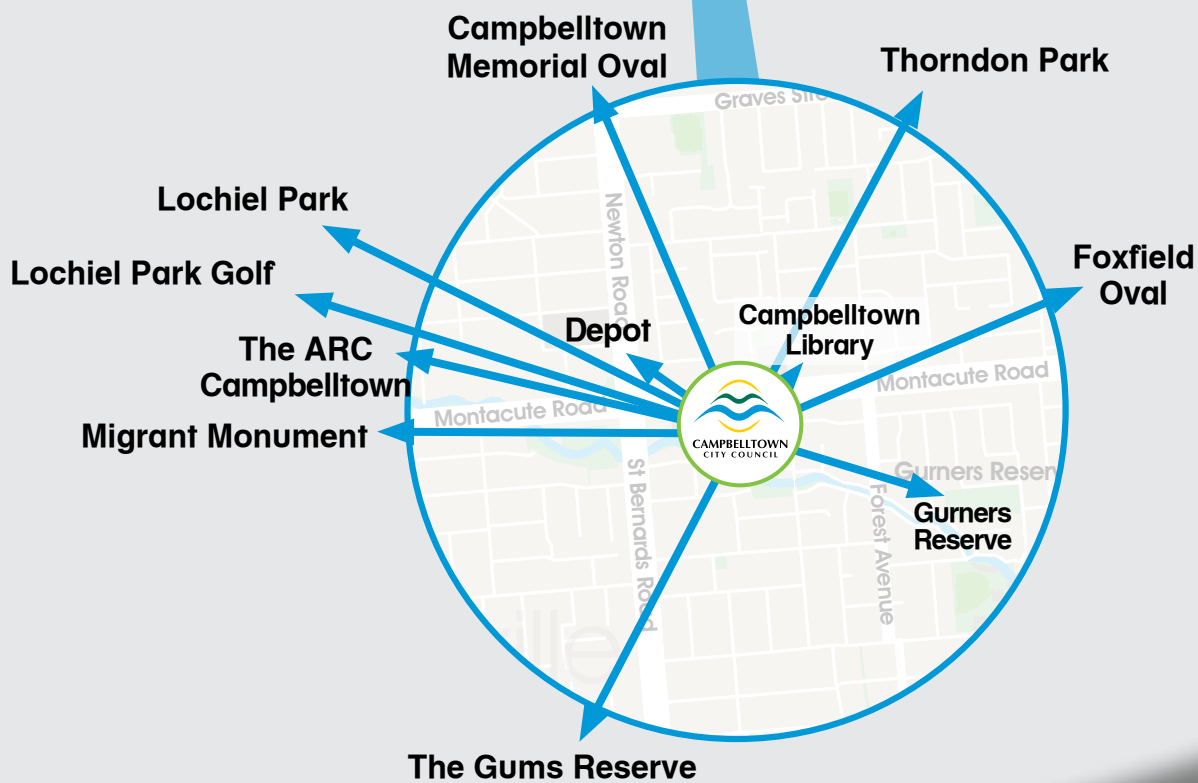 Campbelltown
Memorial Oval
Thorndon Park
Graves Stre
Lochiel Park
Newton Road
Lochiel Park Golf
Foxfield
Oval
Depot
Campbelltown
Library
The ARC
Campbelltown
Montacute Road
Montacute Road
Migrant Monument
CAMPBELLTOWN
CITY COUNCIL
Gurners Reserv
Gurners
Reserve
St Bernards Road
Forest Avenue
ville
The Gums Reserve